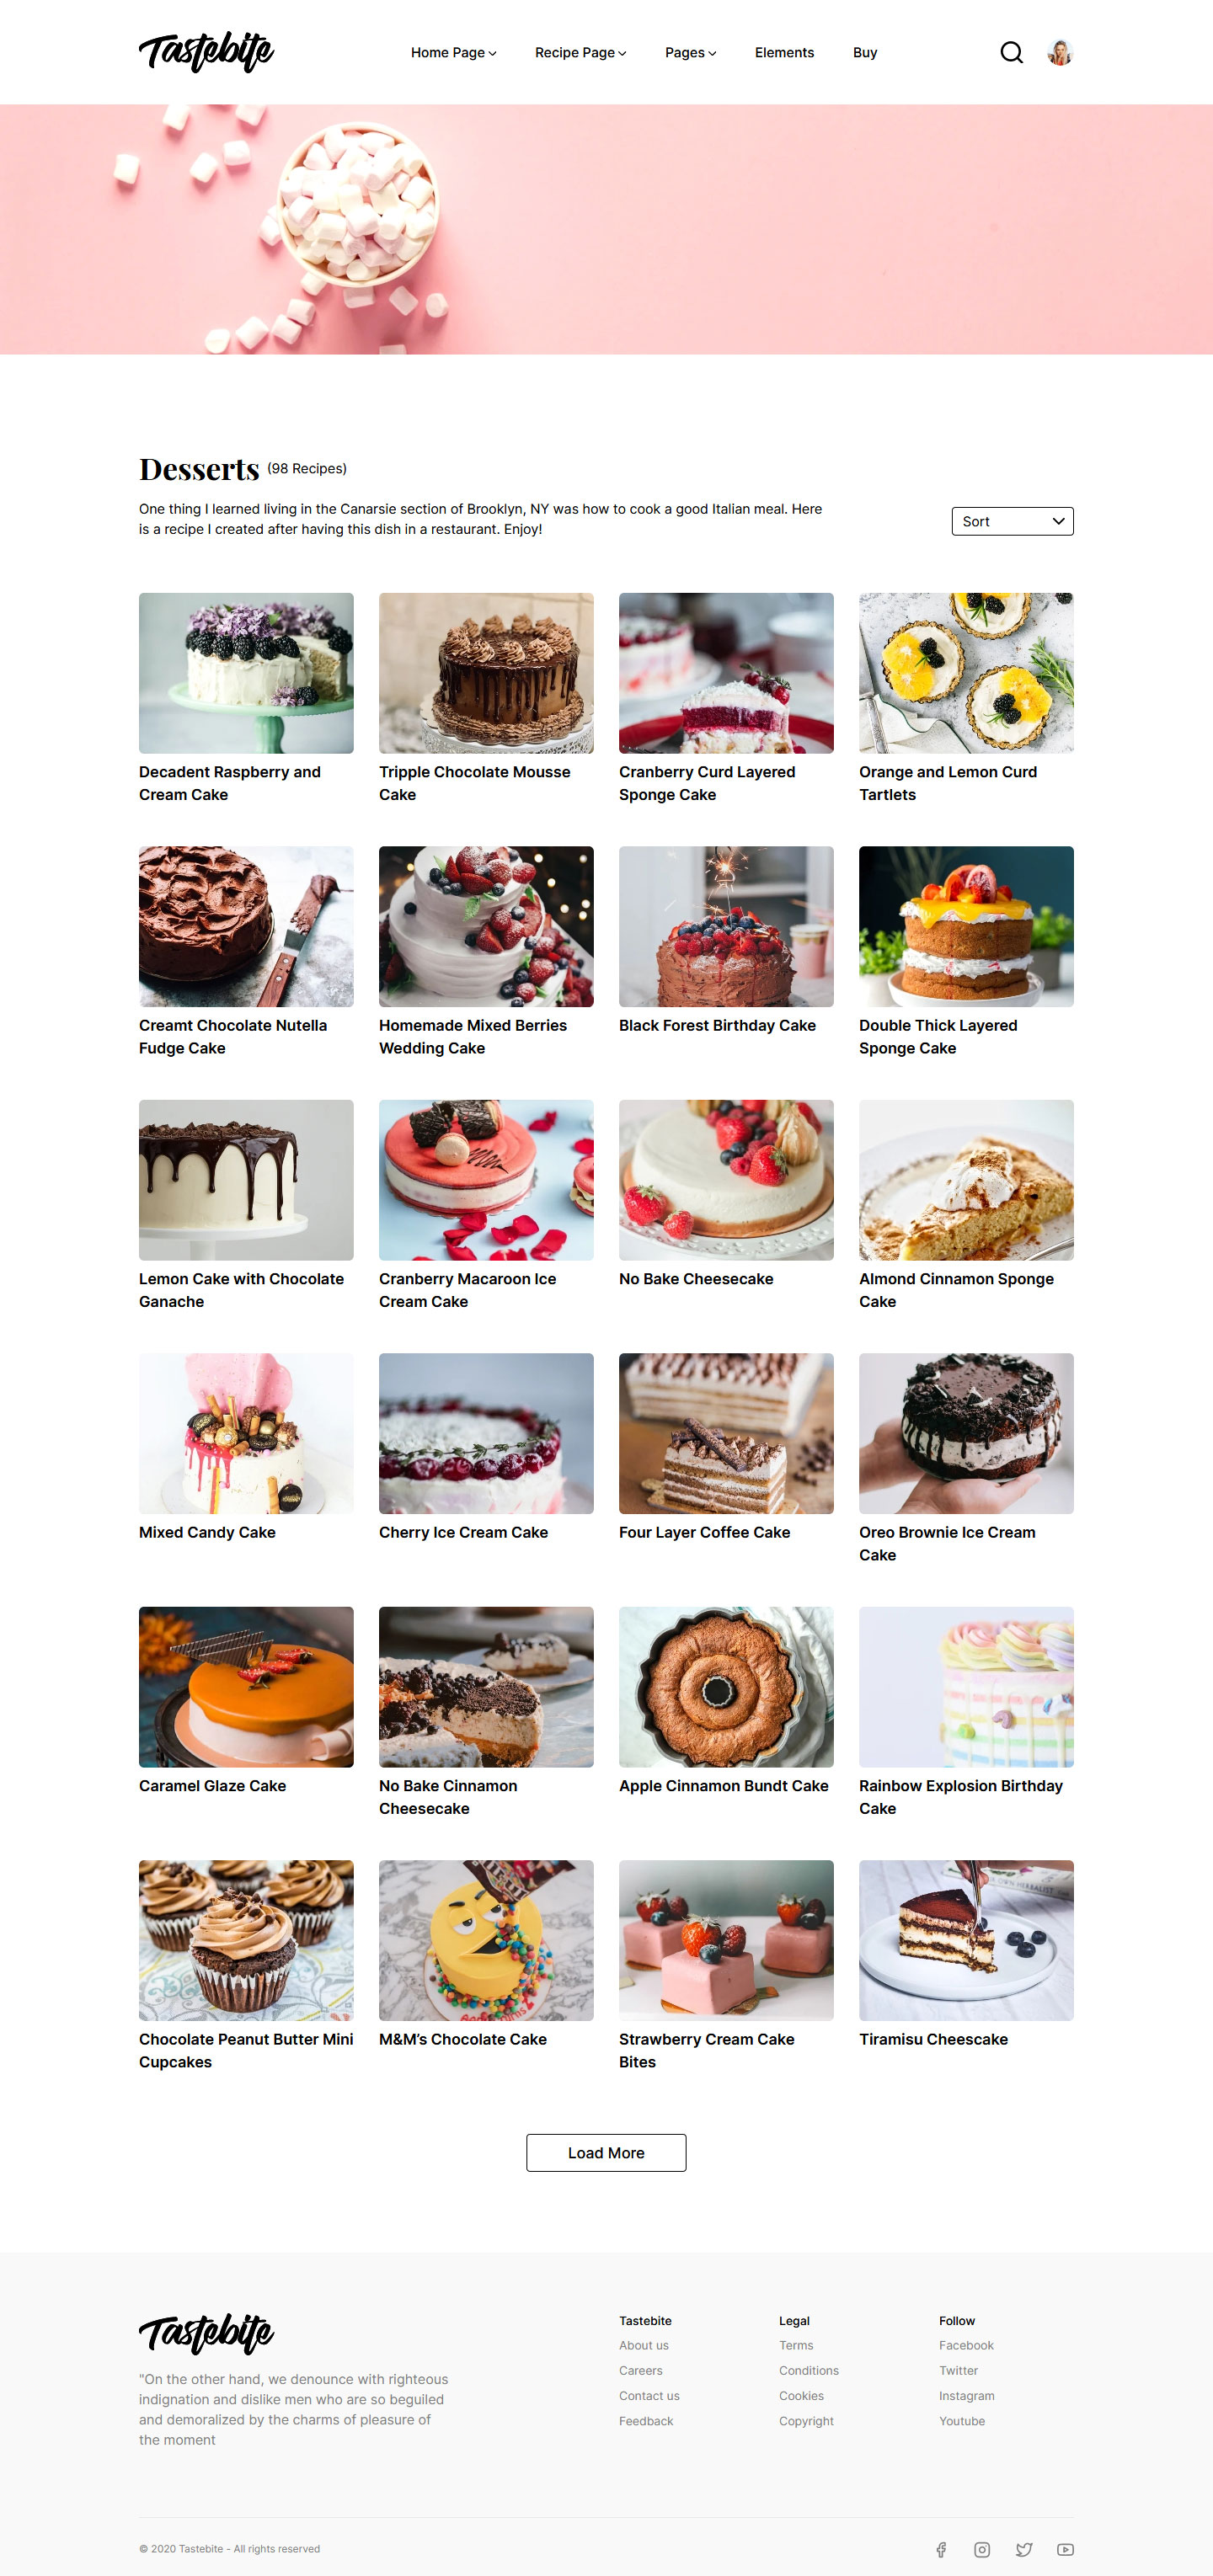 Tastebite
Home Page
Recipe Page
Pages
Elements
Buy
Desserts (98 Recipes)
One thing I learned living in the Canarsie section of Brooklyn, NY was how to cook a good Italian meal. Here
is a recipe I created after having this dish in a restaurant. Enjoy!
Sort
Decadent Raspberry and
Cream Cake
Tripple Chocolate Mousse
Cake
Cranberry Curd Layered
Sponge Cake
Orange and Lemon Curd
Tartlets
Creamt Chocolate Nutella
Fudge Cake
Homemade Mixed Berries
Wedding Cake
Black Forest Birthday Cake
Double Thick Layered
Sponge Cake
Lemon Cake with Chocolate
Ganache
Cranberry Macaroon Ice
Cream Cake
No Bake Cheesecake
Almond Cinnamon Sponge
Cake
Mixed Candy Cake
Cherry Ice Cream Cake
Four Layer Coffee Cake
Oreo Brownie Ice Cream
Cake
Caramel Glaze Cake
No Bake Cinnamon
Cheesecake
Apple Cinnamon Bundt Cake
Rainbow Explosion Birthday
Cake
Chocolate Peanut Butter Mini
Cupcakes
M&M’s Chocolate Cake
Strawberry Cream Cake
Bites
Tiramisu Cheescake
Load More
Tastebite
"On the other hand, we denounce with righteous
indignation and dislike men who are so beguiled
and demoralized by the charms of pleasure of
the moment
Tastebite
About us
Careers
Contact us
Feedback
Legal
Terms
Conditions
Cookies
Copyright
Follow
Facebook
Twitter
Instagram
Youtube
© 2020 Tastebite - All rights reserved